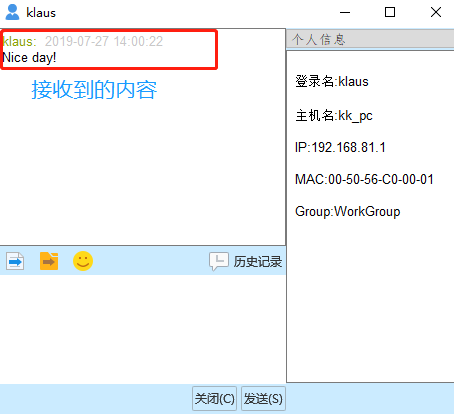 klaus
klaus: 2019-07-27 14:00:22
Nice day!
接收到的内容
历史记录
关闭(C)
发送(S)
个人信息
登录名:klaus
主机名:kk_pc
IP:192.168.81.1
MAC:00-50-56-C0-00-01
Group:WorkGroup